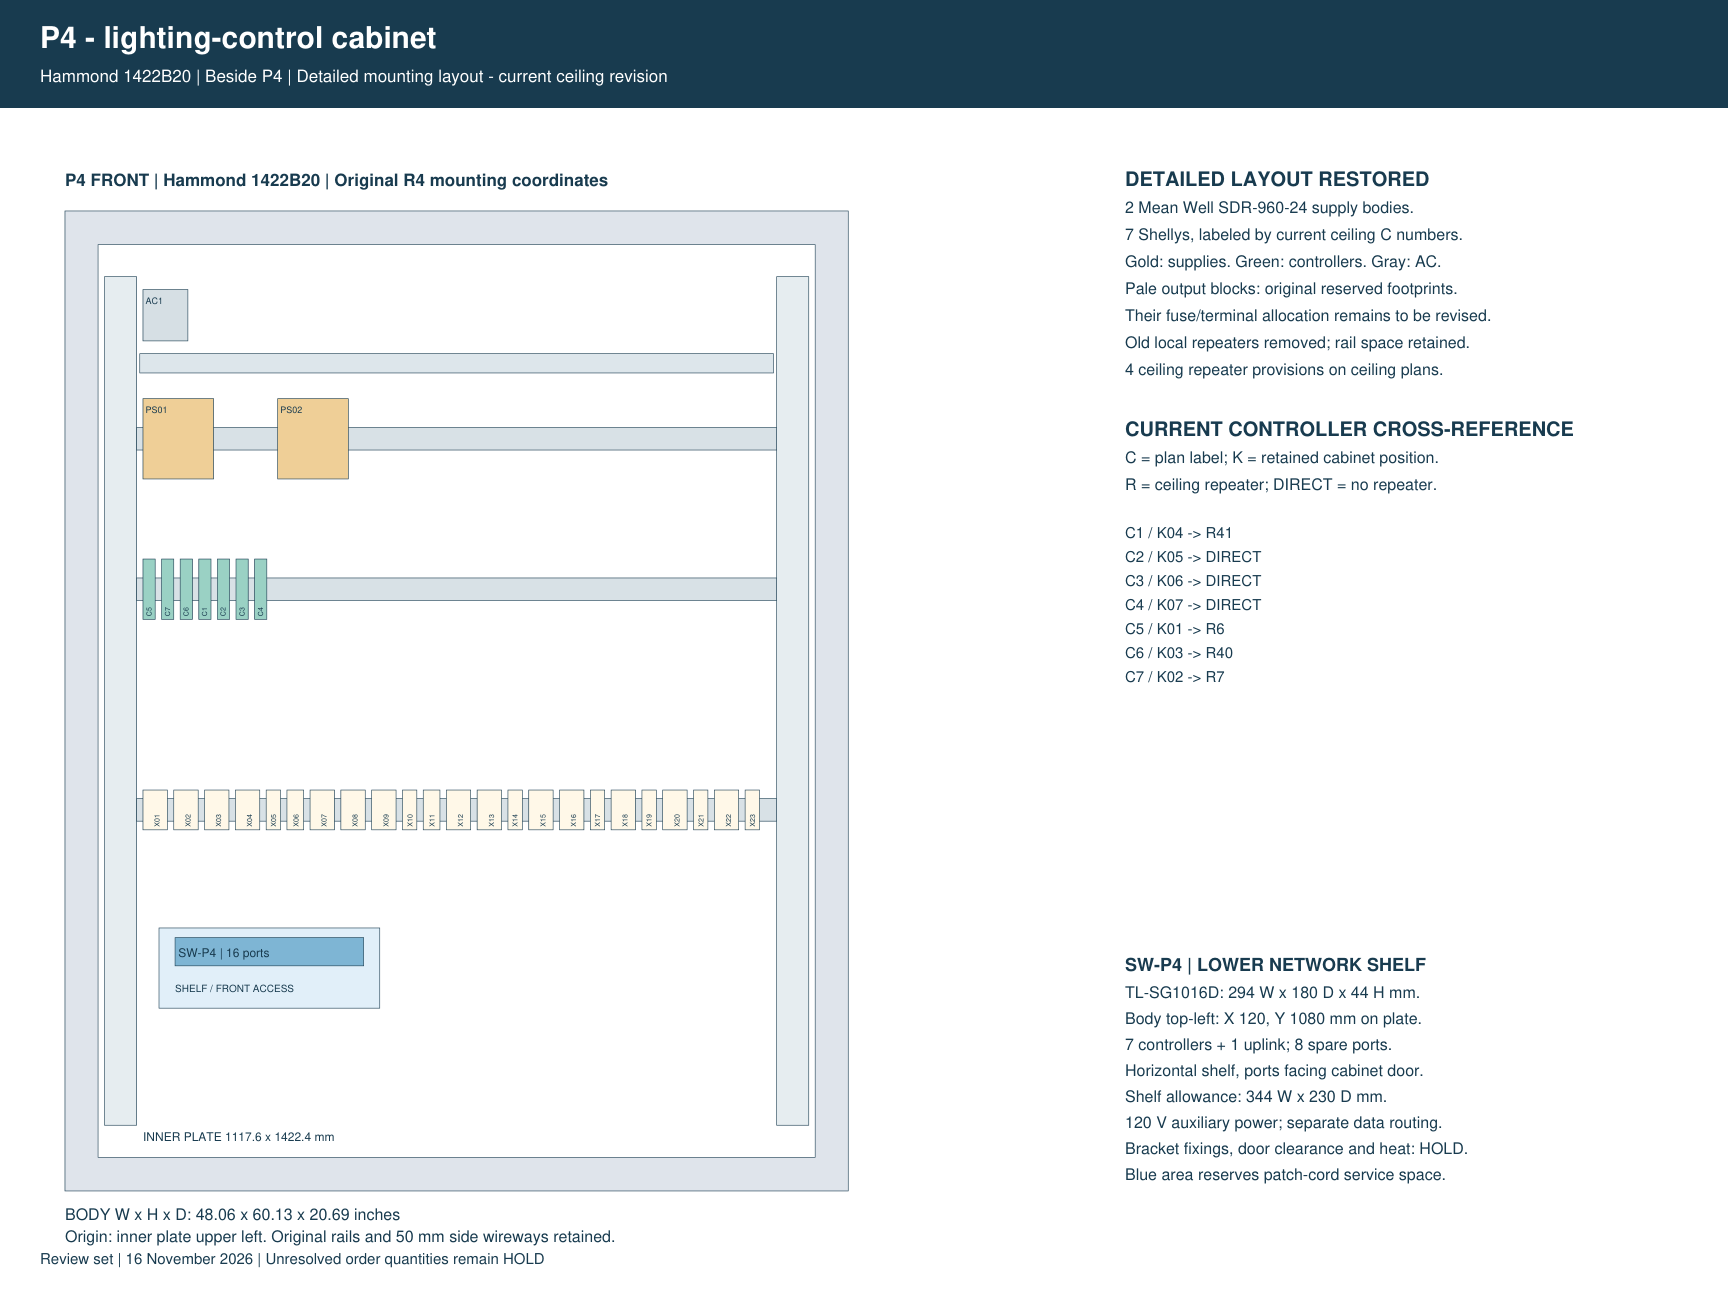 P4 - lighting-control cabinet
Hammond 1422B20 | Beside P4 | Detailed mounting layout - current ceiling revision
P4 FRONT | Hammond 1422B20 | Original R4 mounting coordinates
AC1
PS01
PS02
C5
C7
C6
C1
C2
C3
C4
X01
X02
X03
X04
X05
X06
X07
X08
X09
X10
X11
X12
X13
X14
X15
X16
X17
X18
X19
X20
X21
X22
X23
SW-P4 | 16 ports
SHELF / FRONT ACCESS
INNER PLATE 1117.6 x 1422.4 mm
BODY W x H x D: 48.06 x 60.13 x 20.69 inches
Origin: inner plate upper left. Original rails and 50 mm side wireways retained.
Review set | 16 November 2026 | Unresolved order quantities remain HOLD
DETAILED LAYOUT RESTORED
2 Mean Well SDR-960-24 supply bodies.
7 Shellys, labeled by current ceiling C numbers.
Gold: supplies. Green: controllers. Gray: AC.
Pale output blocks: original reserved footprints.
Their fuse/terminal allocation remains to be revised.
Old local repeaters removed; rail space retained.
4 ceiling repeater provisions on ceiling plans.
CURRENT CONTROLLER CROSS-REFERENCE
C = plan label; K = retained cabinet position.
R = ceiling repeater; DIRECT = no repeater.
C1 / K04 -> R41
C2 / K05 -> DIRECT
C3 / K06 -> DIRECT
C4 / K07 -> DIRECT
C5 / K01 -> R6
C6 / K03 -> R40
C7 / K02 -> R7
SW-P4 | LOWER NETWORK SHELF
TL-SG1016D: 294 W x 180 D x 44 H mm.
Body top-left: X 120, Y 1080 mm on plate.
7 controllers + 1 uplink; 8 spare ports.
Horizontal shelf, ports facing cabinet door.
Shelf allowance: 344 W x 230 D mm.
120 V auxiliary power; separate data routing.
Bracket fixings, door clearance and heat: HOLD.
Blue area reserves patch-cord service space.